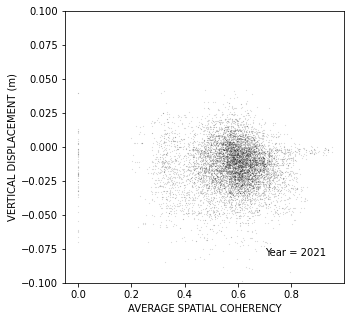 0.100
0.075
0.050
0.025
0.000
−0.025
−0.050
−0.075
−0.100
VERTICAL DISPLACEMENT (m)
Year = 2021
0.0 0.2 0.4 0.6 0.8
AVERAGE SPATIAL COHERENCY